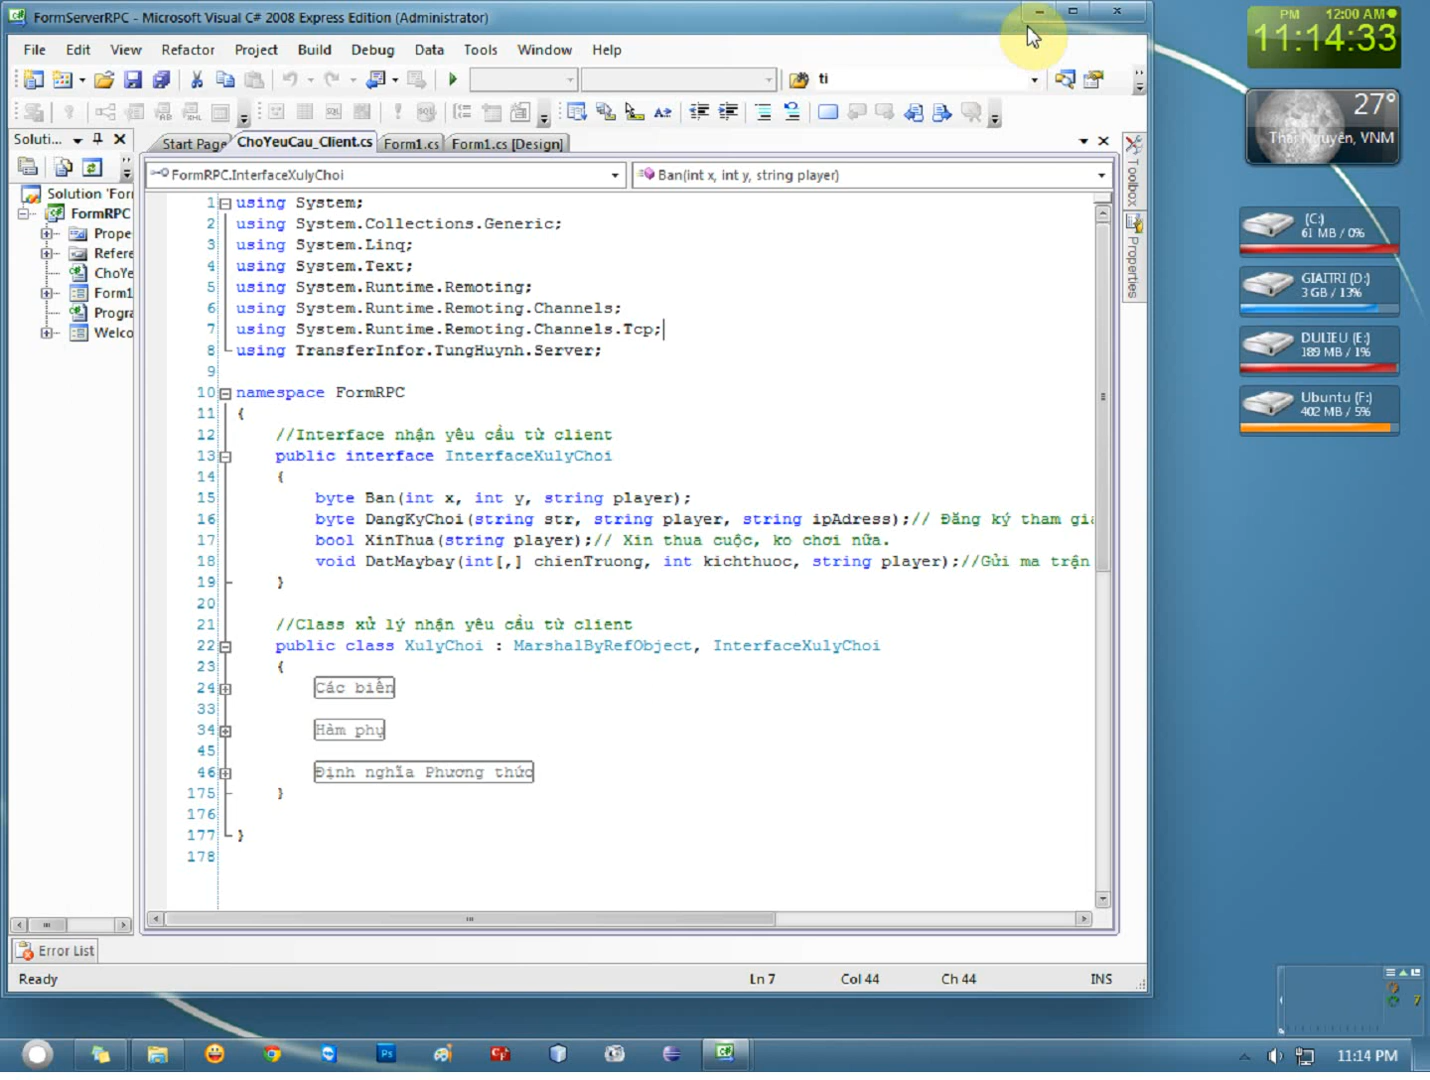 FormServerRPC - Microsoft Visual C# 2008 Express Edition (Administrator)
File Edit View Refactor Project Build Debug Data Tools Window Help
ti
Soluti...
Start Page ChoYeuCau_Client.cs Form1.cs Form1.cs [Design]
FormRPC.InterfaceXulyChoi
Ban(int x, int y, string player)
Solution 'For
FormRPC
Prope
Refere
ChoYe
Form1
Progra
Welco
1 using System;
2 using System.Collections.Generic;
3 using System.Linq;
4 using System.Text;
5 using System.Runtime.Remoting;
6 using System.Runtime.Remoting.Channels;
7 using System.Runtime.Remoting.Channels.Tcp;
8 using TransferInfor.TungHuynh.Server;
9
10 namespace FormRPC
11 {
12 //Interface nhận yêu cầu từ client
13 public interface InterfaceXulyChoi
14 {
15 byte Ban(int x, int y, string player);
16 byte DangKyChoi(string str, string player, string ipAdress);// Đăng ký tham gia
17 bool XinThua(string player);// Xin thua cuộc, ko chơi nữa.
18 void DatMaybay(int[,] chienTruong, int kichthuoc, string player);//Gửi ma trận
19 }
20
21 //Class xử lý nhận yêu cầu từ client
22 public class XulyChoi : MarshalByRefObject, InterfaceXulyChoi
23 {
24 Các biến
33
34 Hàm phụ
45
46 Định nghĩa Phương thức
175 }
176
177 }
178
Toolbox
Properties
Error List
Ready
Ln 7
Col 44
Ch 44
INS
PM 12:00 AM
11:14:33
27°
Thai Nguyên, VNM
(C:)
61 MB / 0%
GIAITRI (D:)
3 GB / 13%
DULIEU (E:)
189 MB / 1%
Ubuntu (F:)
402 MB / 5%
Ps
11:14 PM